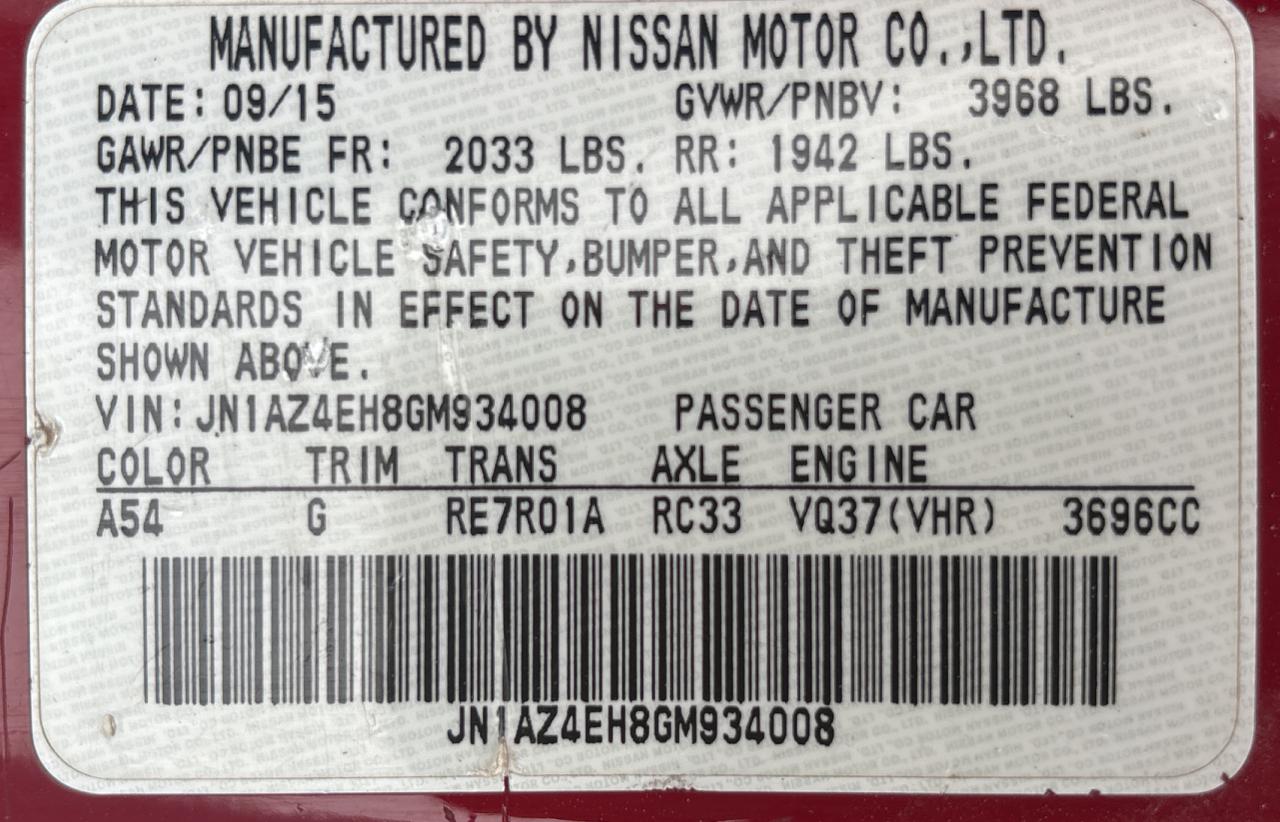 MANUFACTURED BY NISSAN MOTOR CO.,LTD.
DATE: 09/15 GVWR/PNBV: 3968 LBS.
GAWR/PNBE FR: 2033 LBS. RR: 1942 LBS.
THIS VEHICLE CONFORMS TO ALL APPLICABLE FEDERAL
MOTOR VEHICLE SAFETY,BUMPER,AND THEFT PREVENTION
STANDARDS IN EFFECT ON THE DATE OF MANUFACTURE
SHOWN ABOVE.
VIN:JN1AZ4EH8GM934008 PASSENGER CAR
COLOR TRIM TRANS AXLE ENGINE
A54 G RE7R01A RC33 VQ37(VHR) 3696CC
JN1AZ4EH8GM934008